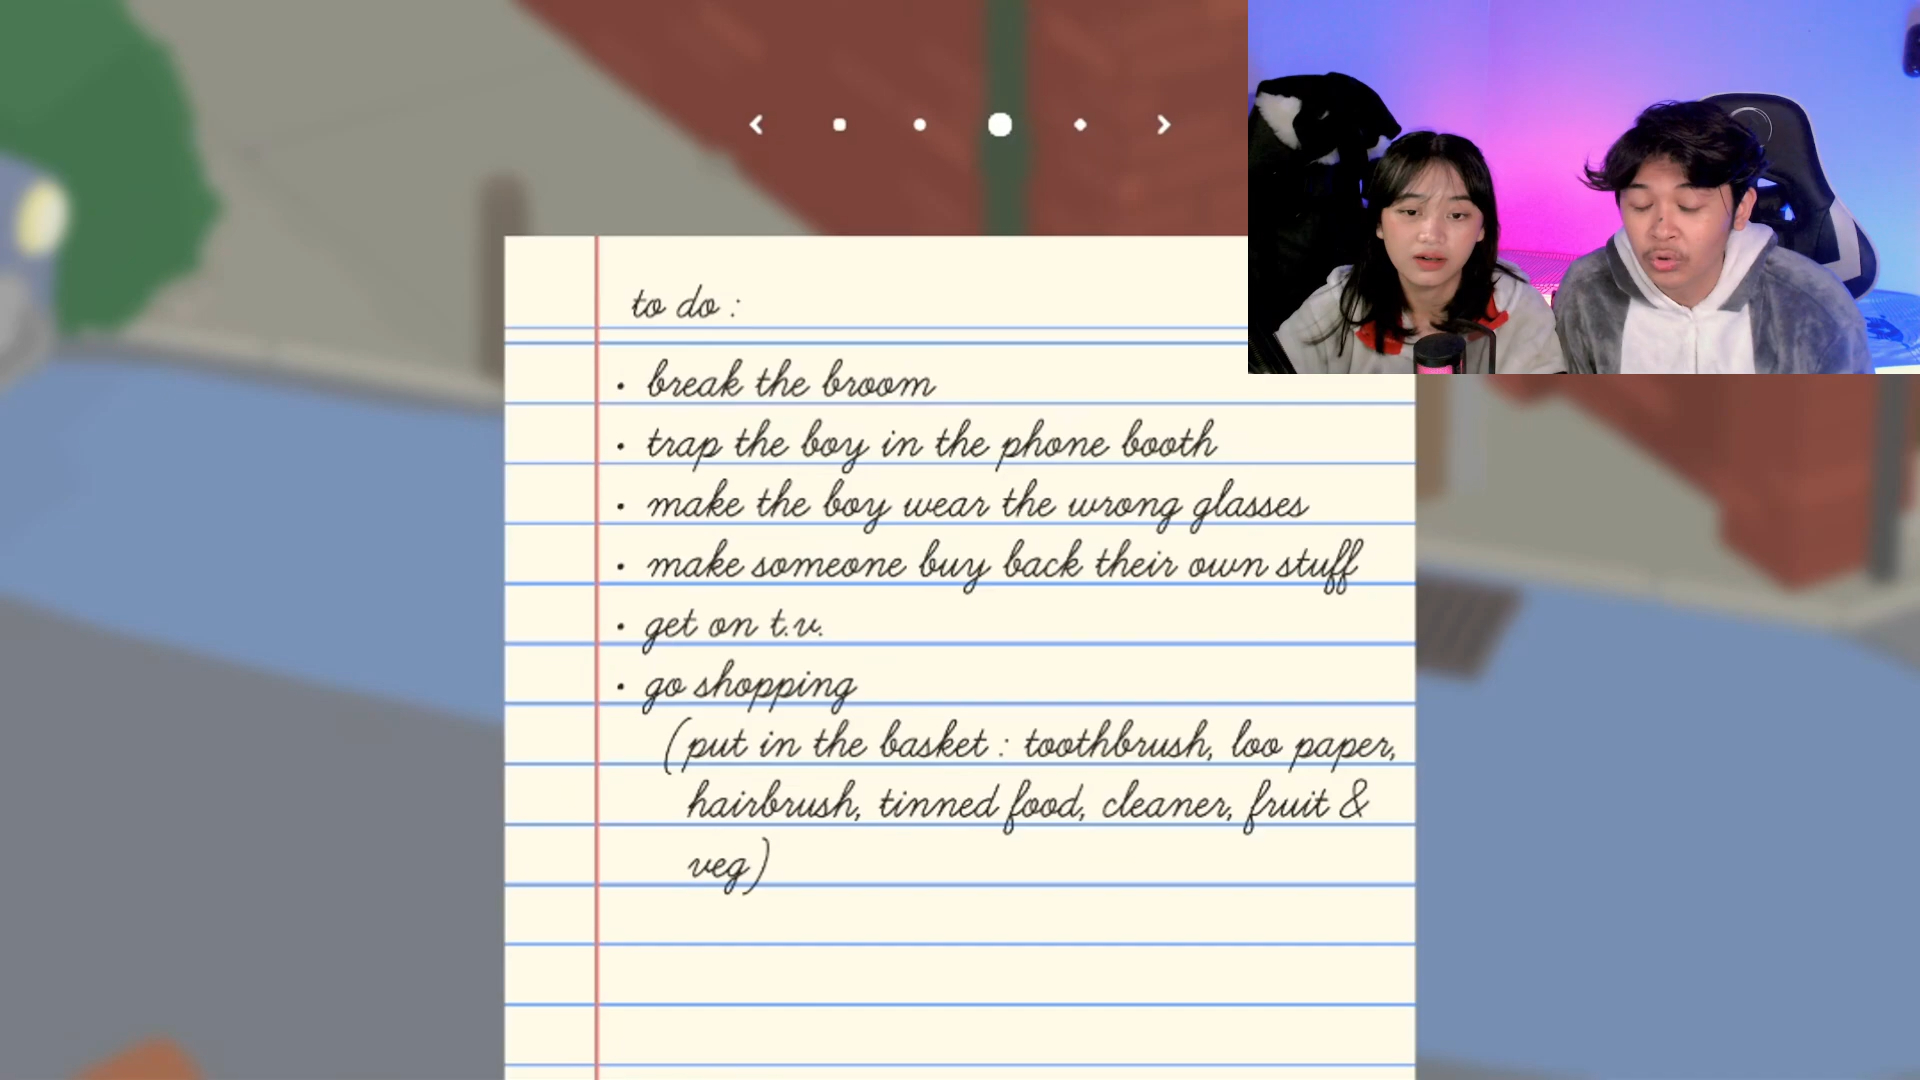 to do :
• break the broom
• trap the boy in the phone booth
• make the boy wear the wrong glasses
• make someone buy back their own stuff
• get on t.v.
• go shopping
(put in the basket : toothbrush, loo paper,
hairbrush, tinned food, cleaner, fruit &
veg)